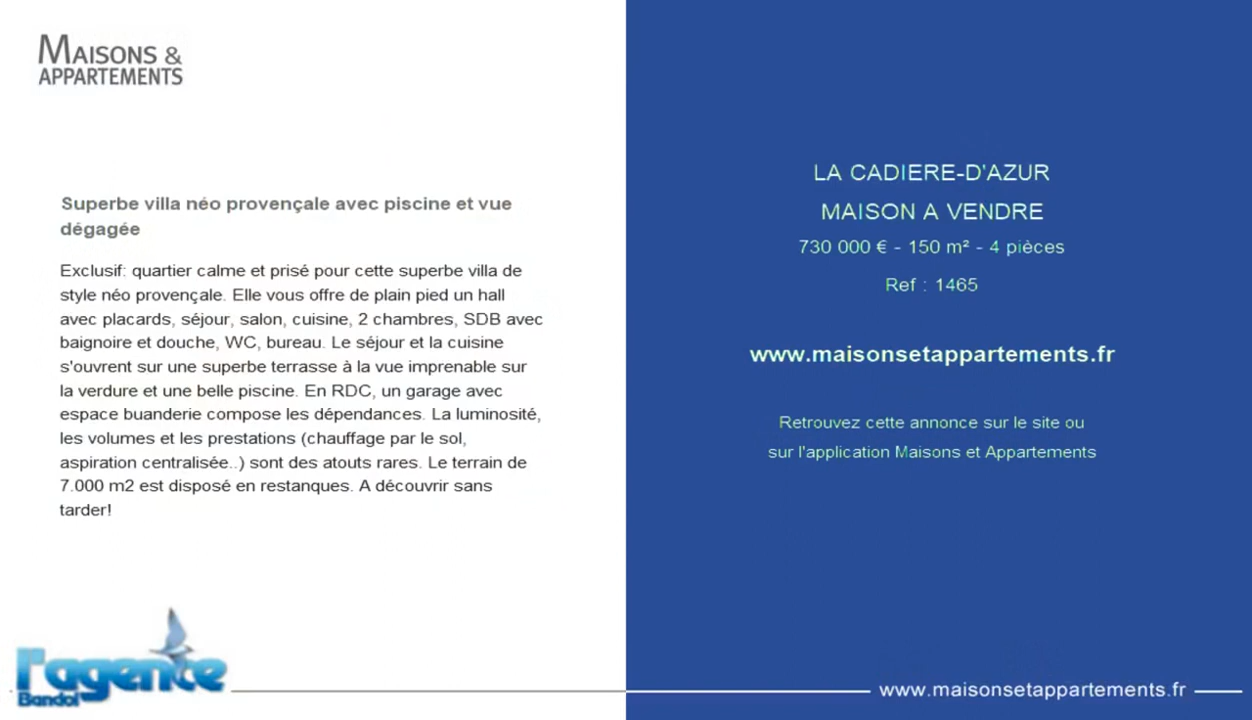 MAISONS &
APPARTEMENTS
Superbe villa néo provençale avec piscine et vue
dégagée
Exclusif: quartier calme et prisé pour cette superbe villa de
style néo provençale. Elle vous offre de plain pied un hall
avec placards, séjour, salon, cuisine, 2 chambres, SDB avec
baignoire et douche, WC, bureau. Le séjour et la cuisine
s'ouvrent sur une superbe terrasse à la vue imprenable sur
la verdure et une belle piscine. En RDC, un garage avec
espace buanderie compose les dépendances. La luminosité,
les volumes et les prestations (chauffage par le sol,
aspiration centralisée..) sont des atouts rares. Le terrain de
7.000 m2 est disposé en restanques. A découvrir sans
tarder!
l'agence
Bandol
LA CADIERE-D'AZUR
MAISON A VENDRE
730 000 € - 150 m² - 4 pièces
Ref : 1465
www.maisonsetappartements.fr
Retrouvez cette annonce sur le site ou
sur l'application Maisons et Appartements
www.maisonsetappartements.fr